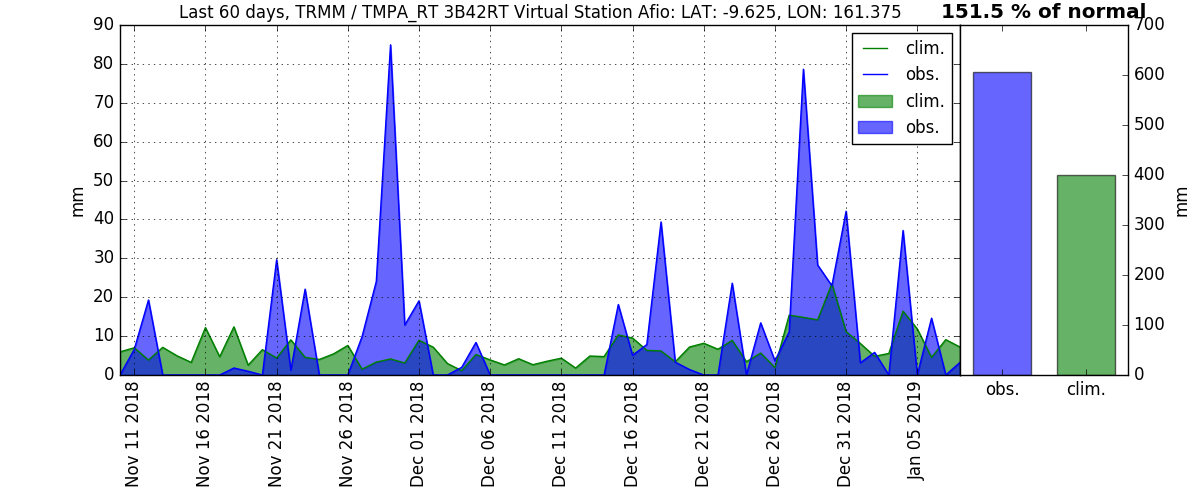 Last 60 days, TRMM / TMPA_RT 3B42RT Virtual Station Afio: LAT: -9.625, LON: 161.375
151.5 % of normal
90
80
70
60
50
40
30
20
10
0
mm
clim.
obs.
clim.
obs.
700
600
500
400
300
200
100
0
mm
Nov 11 2018
Nov 16 2018
Nov 21 2018
Nov 26 2018
Dec 01 2018
Dec 06 2018
Dec 11 2018
Dec 16 2018
Dec 21 2018
Dec 26 2018
Dec 31 2018
Jan 05 2019
obs.
clim.